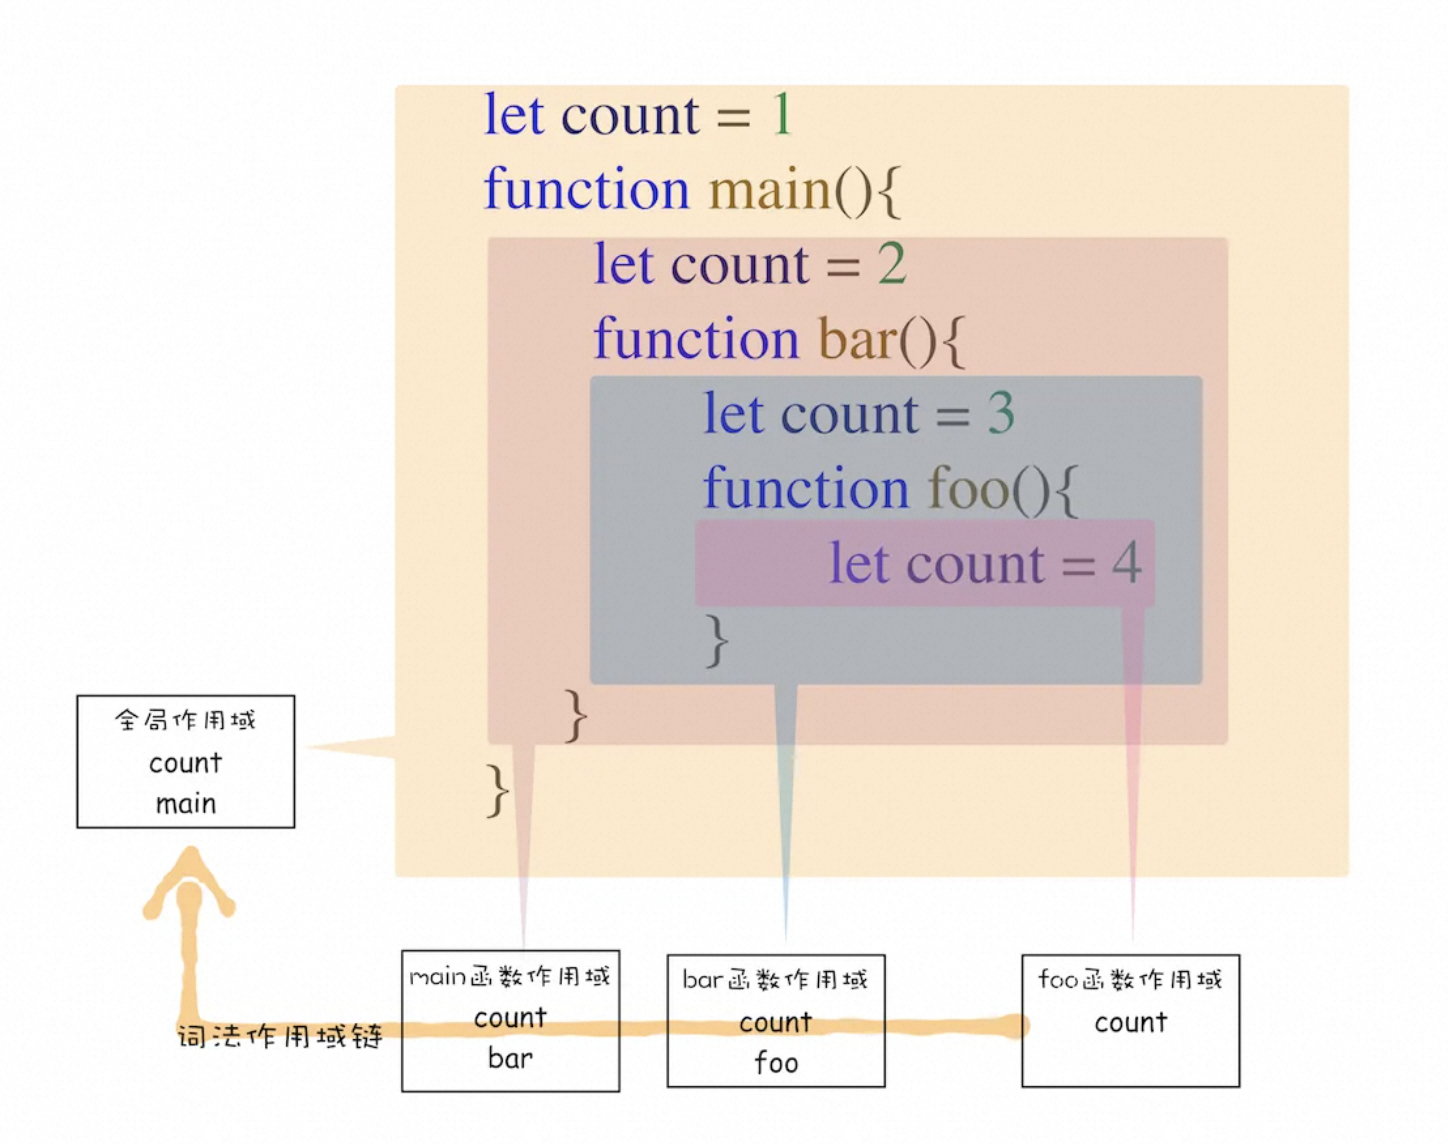 let count = 1
function main(){
let count = 2
function bar(){
let count = 3
function foo(){
let count = 4
}
}
}
全局作用域
count
main
main函数作用域
count
bar
bar函数作用域
count
foo
foo函数作用域
count
词法作用域链